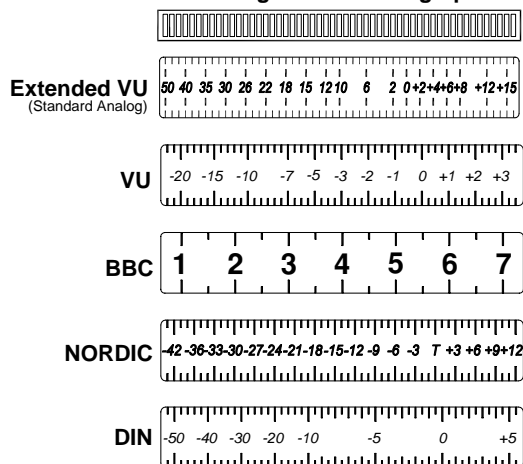 Extended VU
(Standard Analog)
50 40 35 30 26 22 18 15 12 10 6 2 0 +2 +4 +6 +8 +12 +15
VU
-20 -15 -10 -7 -5 -3 -2 -1 0 +1 +2 +3
BBC
1 2 3 4 5 6 7
NORDIC
-42 -36 -33 -30 -27 -24 -21 -18 -15 -12 -9 -6 -3 T +3 +6 +9 +12
DIN
-50 -40 -30 -20 -10 -5 0 +5